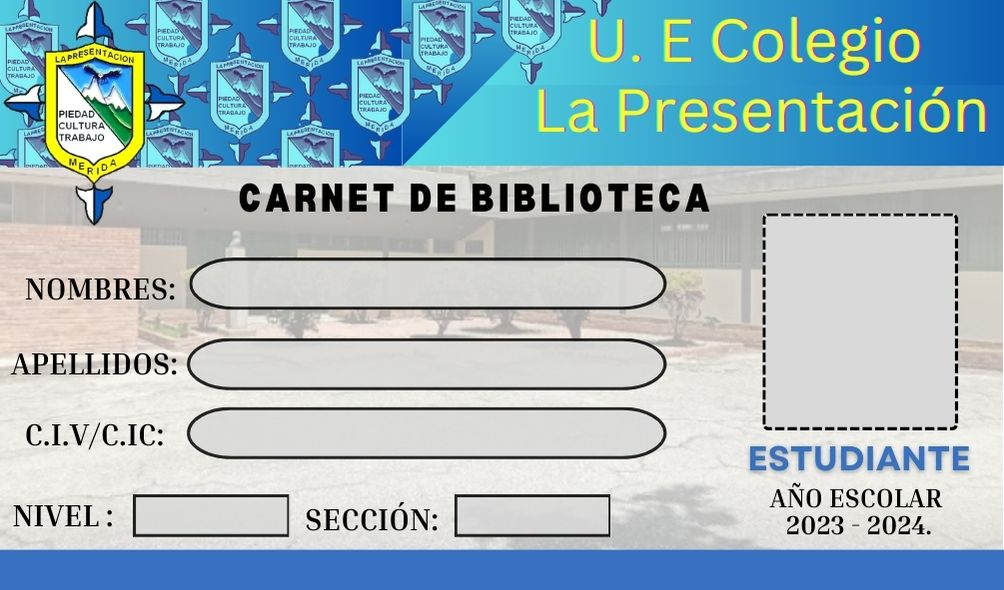 U. E Colegio
La Presentación
LA PRESENTACIÓN
PIEDAD
CULTURA
TRABAJO
MERIDA
CARNET DE BIBLIOTECA
NOMBRES:
APELLIDOS:
C.I.V/C.IC:
NIVEL :
SECCIÓN:
ESTUDIANTE
AÑO ESCOLAR
2023 - 2024.